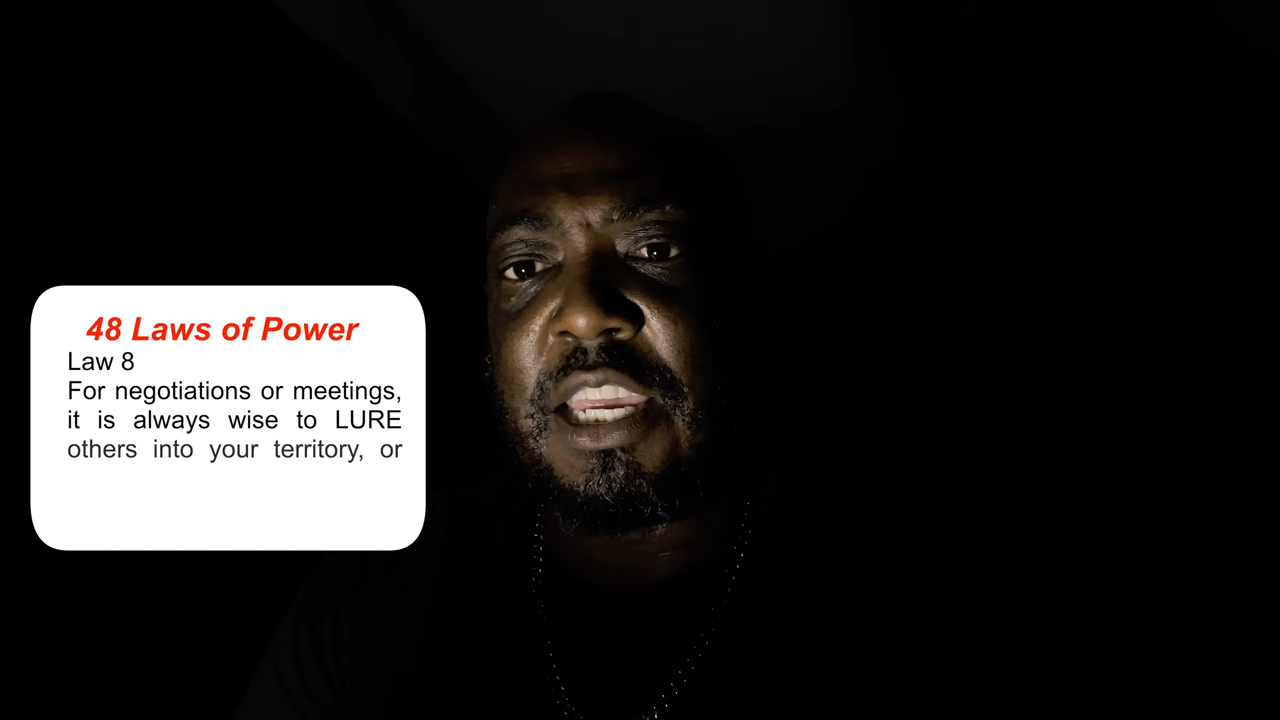 48 Laws of Power
Law 8
For negotiations or meetings,
it is always wise to LURE
others into your territory, or